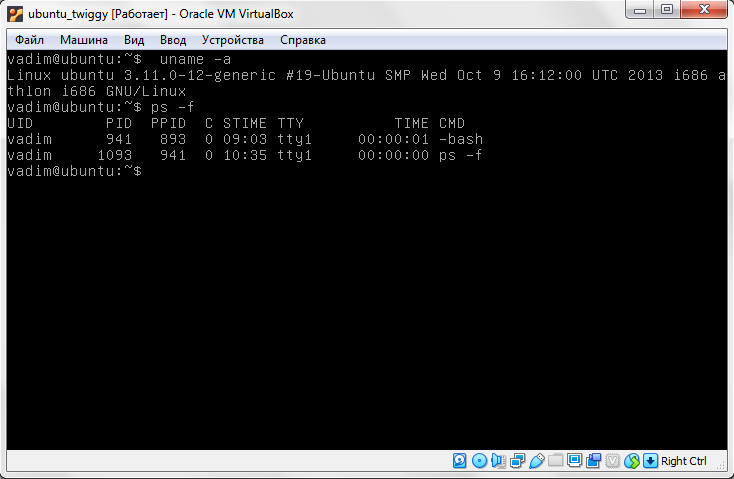 ubuntu_twiggy [Работает] - Oracle VM VirtualBox
Файл Машина Вид Ввод Устройства Справка
vadim@ubuntu:~$  uname -a
Linux ubuntu 3.11.0-12-generic #19-Ubuntu SMP Wed Oct 9 16:12:00 UTC 2013 i686 a
thlon i686 GNU/Linux
vadim@ubuntu:~$ ps -f
UID        PID  PPID  C STIME TTY          TIME CMD
vadim      941   893  0 09:03 tty1     00:00:01 -bash
vadim     1093   941  0 10:35 tty1     00:00:00 ps -f
vadim@ubuntu:~$
Right Ctrl